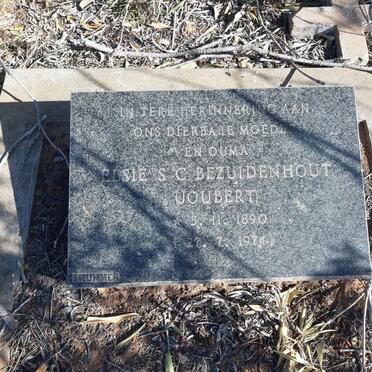 IN TERE HERINNERING AAN
ONS DIERBARE MOEDER
EN OUMA
ELSIE S. C. BEZUIDENHOUT
(JOUBERT)
5. 11. 1890
7. 1974
BRUMMER